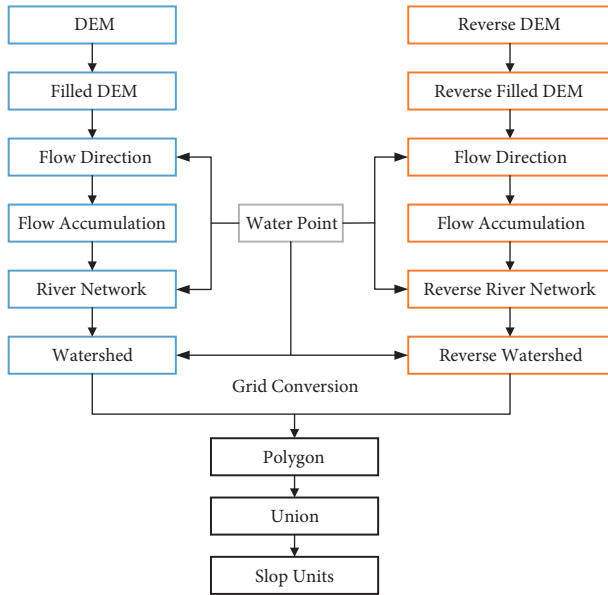 DEM
Reverse DEM
Filled DEM
Reverse Filled DEM
Flow Direction
Flow Direction
Flow Accumulation
Water Point
Flow Accumulation
River Network
Reverse River Network
Watershed
Reverse Watershed
Grid Conversion
Polygon
Union
Slop Units